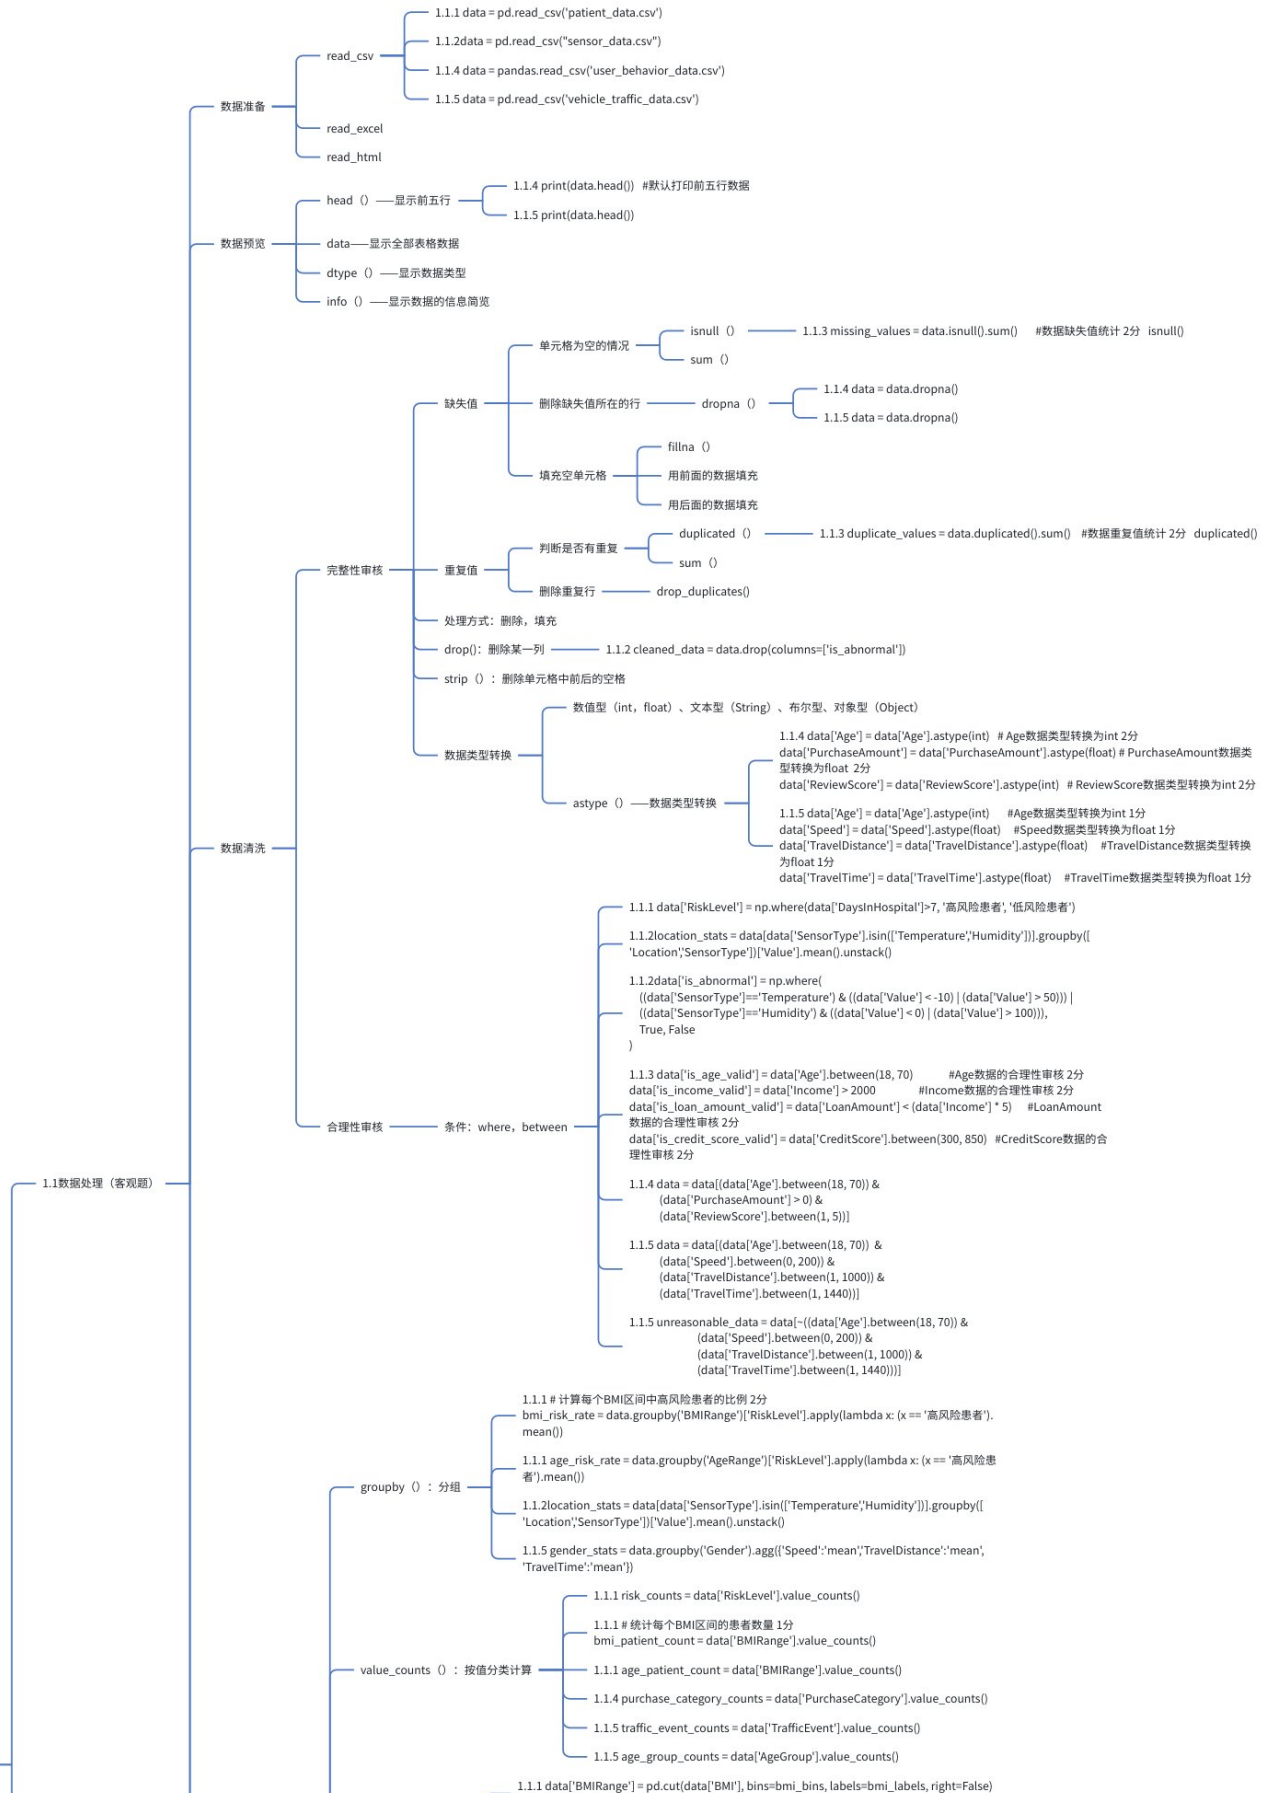 1.1.1 data = pd.read_csv('patient_data.csv')
1.1.2data = pd.read_csv("sensor_data.csv")
read_csv
1.1.4 data = pandas.read_csv('user_behavior_data.csv')
1.1.5 data = pd.read_csv('vehicle_traffic_data.csv')
数据准备
read_excel
read_html
1.1.4 print(data.head()) #默认打印前五行数据
head（）——显示前五行
1.1.5 print(data.head())
数据预览
data——显示全部表格数据
dtype（）——显示数据类型
info（）——显示数据的信息简览
isnull（）
1.1.3 missing_values = data.isnull().sum() #数据缺失值统计 2分 isnull()
单元格为空的情况
sum（）
缺失值
删除缺失值所在的行
dropna（）
1.1.4 data = data.dropna()
1.1.5 data = data.dropna()
fillna（）
填充空单元格
用前面的数据填充
用后面的数据填充
duplicated（）
1.1.3 duplicate_values = data.duplicated().sum() #数据重复值统计 2分 duplicated()
判断是否有重复
sum（）
完整性审核
重复值
删除重复行
drop_duplicates()
处理方式：删除，填充
drop()：删除某一列
1.1.2 cleaned_data = data.drop(columns=['is_abnormal'])
strip（）：删除单元格中前后的空格
数值型（int，float）、文本型（String）、布尔型、对象型（Object）
数据类型转换
1.1.4 data['Age'] = data['Age'].astype(int) # Age数据类型转换为int 2分
data['PurchaseAmount'] = data['PurchaseAmount'].astype(float) # PurchaseAmount数据类
型转换为float 2分
data['ReviewScore'] = data['ReviewScore'].astype(int) # ReviewScore数据类型转换为int 2分
astype（）——数据类型转换
1.1.5 data['Age'] = data['Age'].astype(int) #Age数据类型转换为int 1分
data['Speed'] = data['Speed'].astype(float) #Speed数据类型转换为float 1分
data['TravelDistance'] = data['TravelDistance'].astype(float) #TravelDistance数据类型转换
为float 1分
data['TravelTime'] = data['TravelTime'].astype(float) #TravelTime数据类型转换为float 1分
数据清洗
1.1.1 data['RiskLevel'] = np.where(data['DaysInHospital']>7, '高风险患者', '低风险患者')
1.1.2location_stats = data[data['SensorType'].isin(['Temperature','Humidity'])].groupby([
'Location','SensorType'])['Value'].mean().unstack()
1.1.2data['is_abnormal'] = np.where(
((data['SensorType']=='Temperature') & ((data['Value'] < -10) | (data['Value'] > 50))) |
((data['SensorType']=='Humidity') & ((data['Value'] < 0) | (data['Value'] > 100))),
True, False
)
1.1.3 data['is_age_valid'] = data['Age'].between(18, 70) #Age数据的合理性审核 2分
data['is_income_valid'] = data['Income'] > 2000 #Income数据的合理性审核 2分
data['is_loan_amount_valid'] = data['LoanAmount'] < (data['Income'] * 5) #LoanAmount
数据的合理性审核 2分
data['is_credit_score_valid'] = data['CreditScore'].between(300, 850) #CreditScore数据的合
理性审核 2分
合理性审核
条件：where，between
1.1数据处理（客观题）
1.1.4 data = data[(data['Age'].between(18, 70)) &
(data['PurchaseAmount'] > 0) &
(data['ReviewScore'].between(1, 5))]
1.1.5 data = data[(data['Age'].between(18, 70)) &
(data['Speed'].between(0, 200)) &
(data['TravelDistance'].between(1, 1000)) &
(data['TravelTime'].between(1, 1440))]
1.1.5 unreasonable_data = data[~((data['Age'].between(18, 70)) &
(data['Speed'].between(0, 200)) &
(data['TravelDistance'].between(1, 1000)) &
(data['TravelTime'].between(1, 1440)))]
1.1.1 # 计算每个BMI区间中高风险患者的比例 2分
bmi_risk_rate = data.groupby('BMIRange')['RiskLevel'].apply(lambda x: (x == '高风险患者').
mean())
1.1.1 age_risk_rate = data.groupby('AgeRange')['RiskLevel'].apply(lambda x: (x == '高风险患
者').mean())
groupby（）：分组
1.1.2location_stats = data[data['SensorType'].isin(['Temperature','Humidity'])].groupby([
'Location','SensorType'])['Value'].mean().unstack()
1.1.5 gender_stats = data.groupby('Gender').agg({'Speed':'mean','TravelDistance':'mean',
'TravelTime':'mean'})
1.1.1 risk_counts = data['RiskLevel'].value_counts()
1.1.1 # 统计每个BMI区间的患者数量 1分
bmi_patient_count = data['BMIRange'].value_counts()
value_counts（）：按值分类计算
1.1.1 age_patient_count = data['BMIRange'].value_counts()
1.1.4 purchase_category_counts = data['PurchaseCategory'].value_counts()
1.1.5 traffic_event_counts = data['TrafficEvent'].value_counts()
1.1.5 age_group_counts = data['AgeGroup'].value_counts()
1.1.1 data['BMIRange'] = pd.cut(data['BMI'], bins=bmi_bins, labels=bmi_labels, right=False)